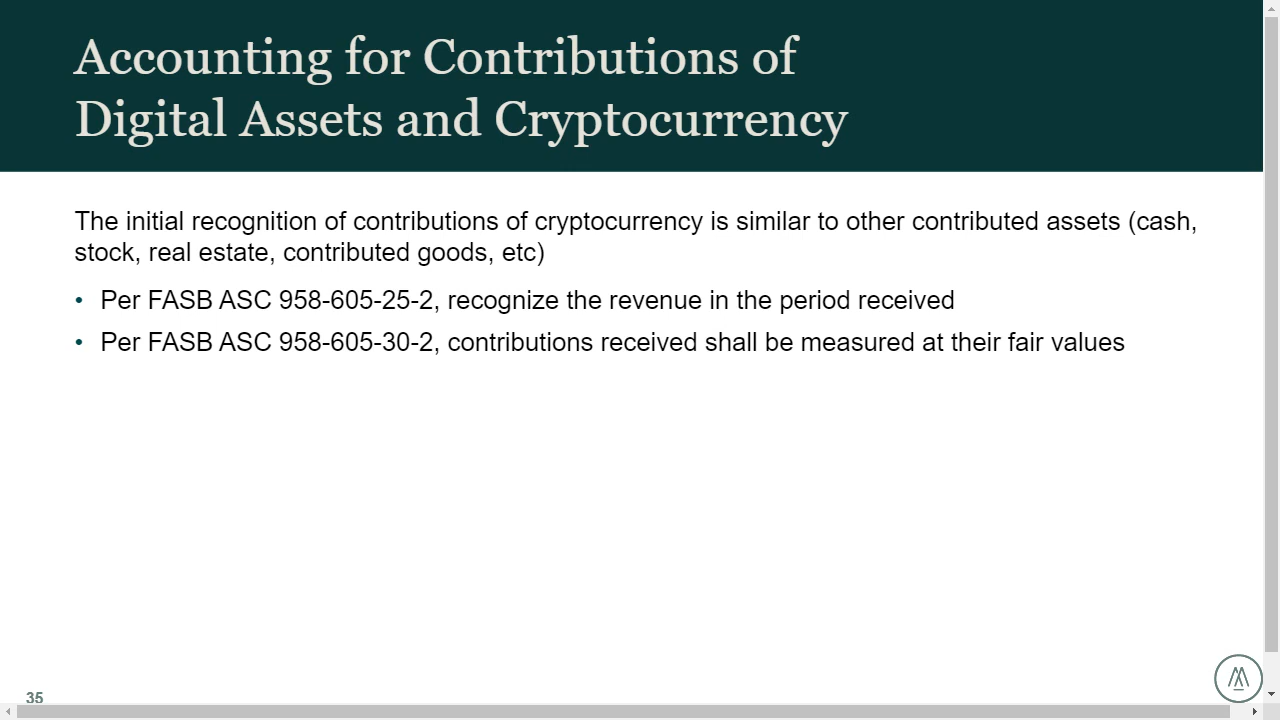 Accounting for Contributions of
Digital Assets and Cryptocurrency
The initial recognition of contributions of cryptocurrency is similar to other contributed assets (cash,
stock, real estate, contributed goods, etc)
• Per FASB ASC 958-605-25-2, recognize the revenue in the period received
• Per FASB ASC 958-605-30-2, contributions received shall be measured at their fair values
35